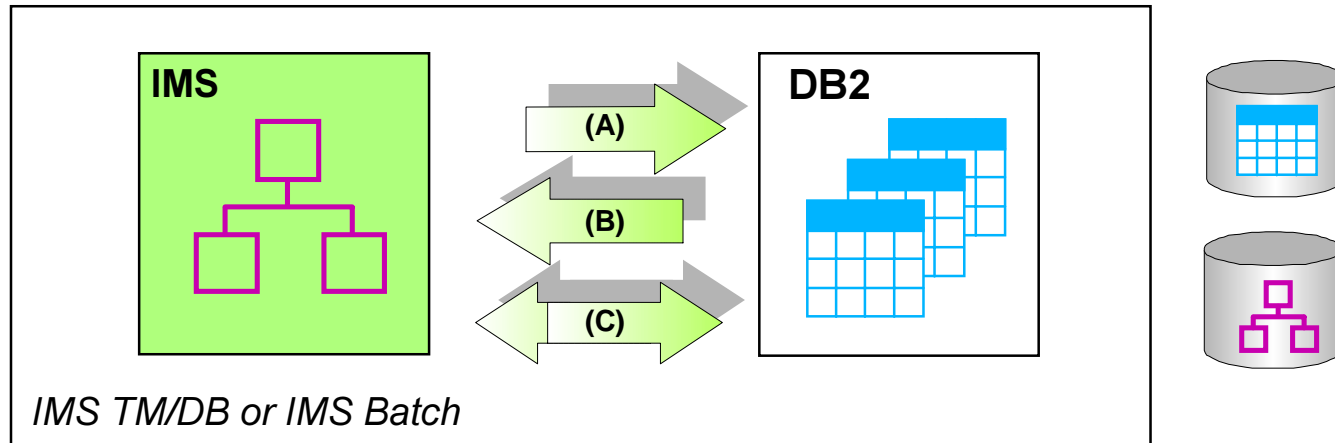 IMS
DB2
(A)
(B)
(C)
IMS TM/DB or IMS Batch